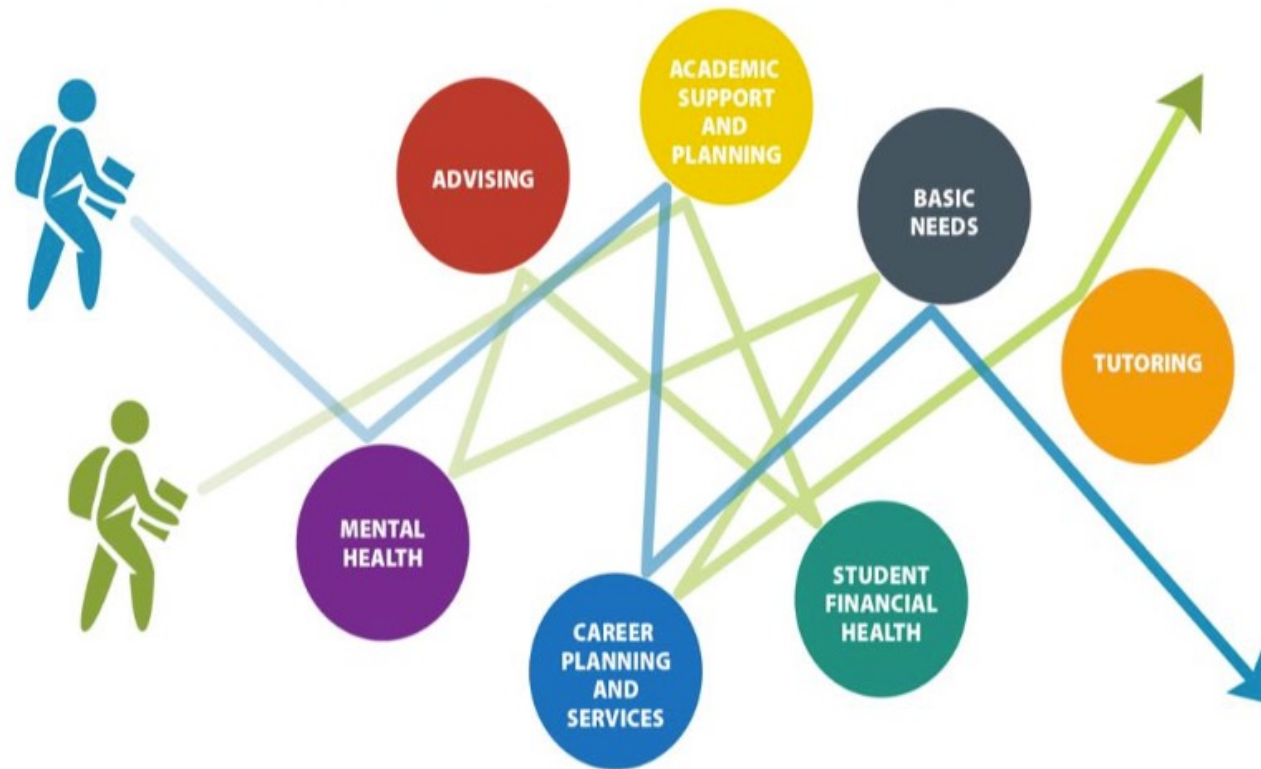 ACADEMIC
SUPPORT
AND
PLANNING
ADVISING
BASIC
NEEDS
TUTORING
MENTAL
HEALTH
STUDENT
FINANCIAL
HEALTH
CAREER
PLANNING
AND
SERVICES